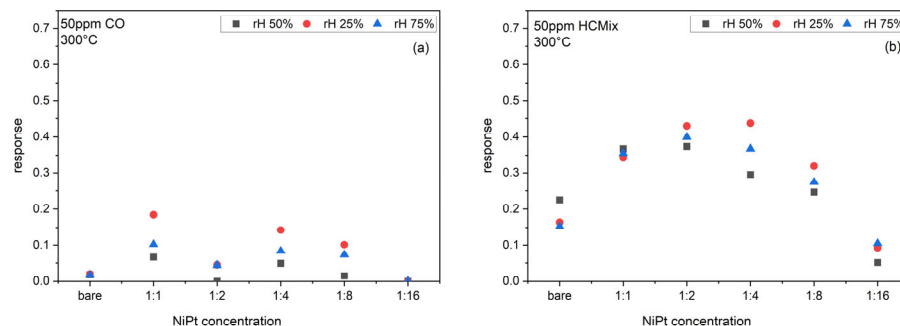 50ppm CO
300°C
rH 50% rH 25% rH 75%
(a)
0.7
0.6
0.5
0.4
0.3
0.2
0.1
0.0
response
bare 1:1 1:2 1:4 1:8 1:16
NiPt concentration
50ppm HCMix
300°C
rH 50% rH 25% rH 75%
(b)
0.7
0.6
0.5
0.4
0.3
0.2
0.1
0.0
response
bare 1:1 1:2 1:4 1:8 1:16
NiPt concentration